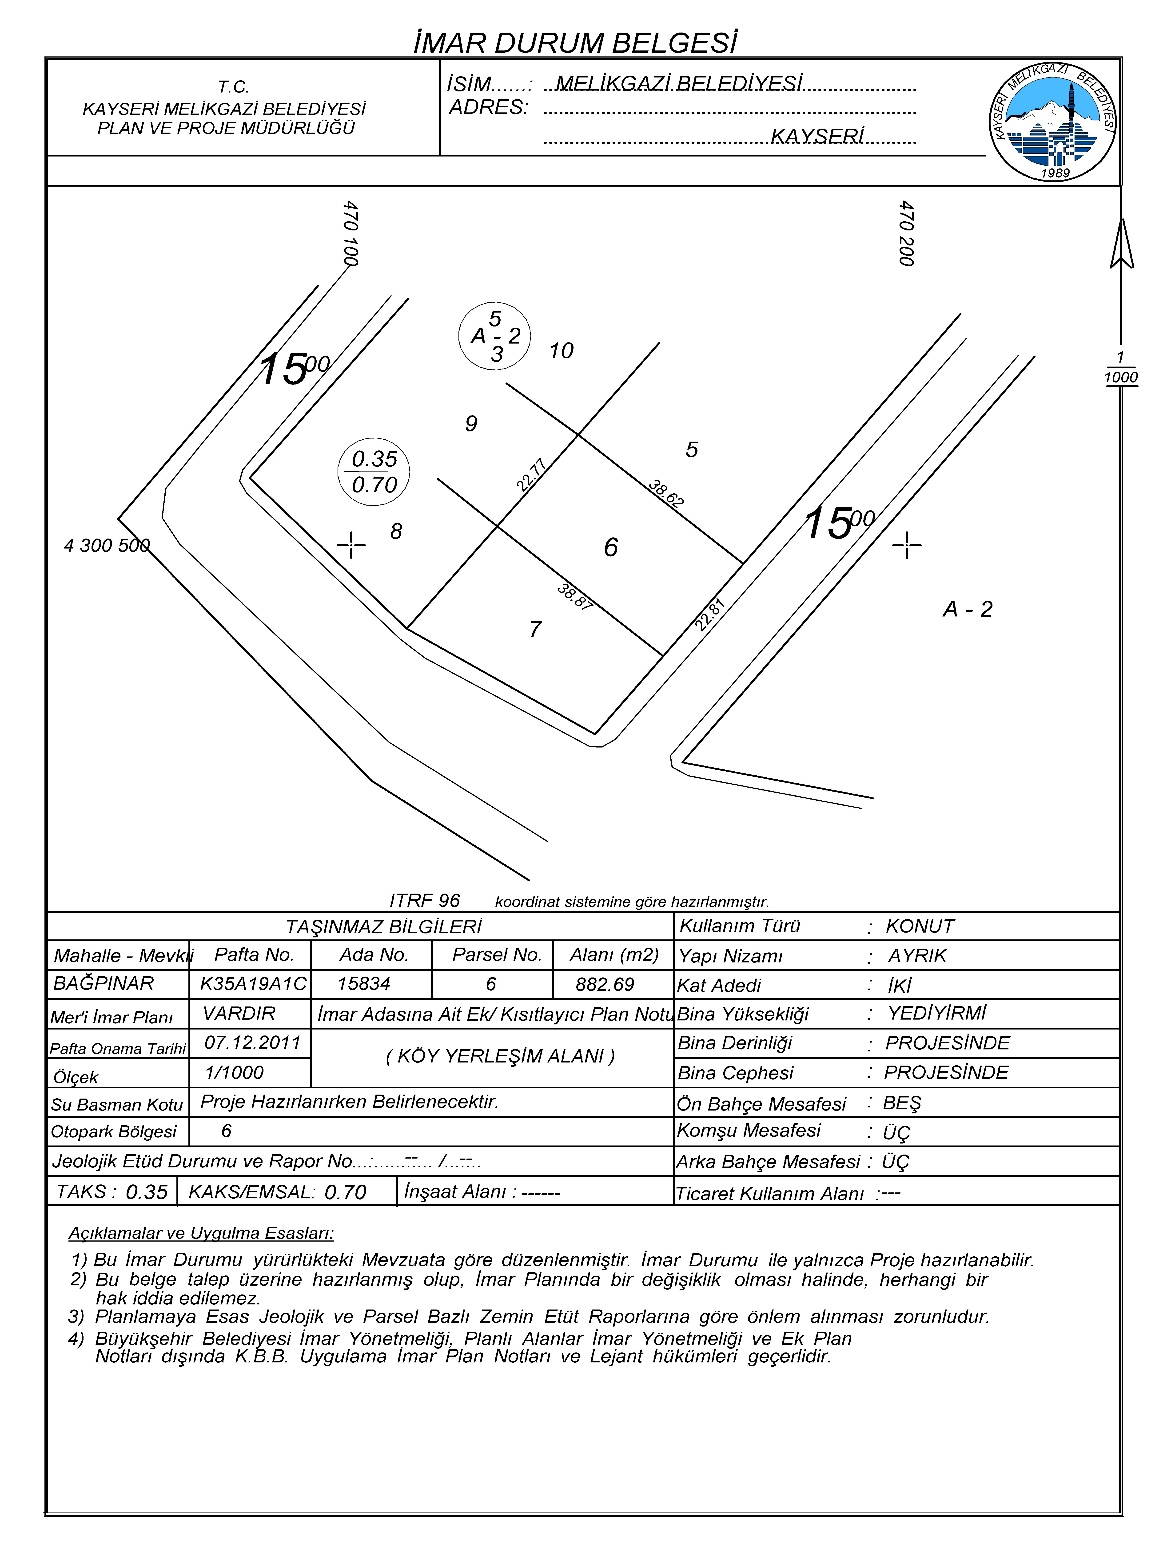 İMAR DURUM BELGESİ
T.C.
KAYSERİ MELİKGAZİ BELEDİYESİ
PLAN VE PROJE MÜDÜRLÜĞÜ
İSİM......: ..MELİKGAZİ BELEDİYESİ......................
ADRES: ................................................................
.......................................KAYSERİ.........
KAYSERİ MELİKGAZİ BELEDİYESİ
1989
470 100
470 200
1
1000
5
A - 2
3
10
15 00
9
5
0.35
0.70
22.77
38.62
15 00
8
6
4 300 500
38.87
22.81
A - 2
7
ITRF 96 koordinat sistemine göre hazırlanmıştır.
TAŞINMAZ BİLGİLERİ
Kullanım Türü : KONUT
Mahalle - Mevkii Pafta No. Ada No. Parsel No. Alanı (m2)
Yapı Nizamı : AYRIK
BAĞPINAR K35A19A1C 15834 6 882.69
Kat Adedi : İKİ
Mer'i İmar Planı VARDIR İmar Adasına Ait Ek/ Kısıtlayıcı Plan Notu
Bina Yüksekliği : YEDİYİRMİ
Pafta Onama Tarihi 07.12.2011
( KÖY YERLEŞİM ALANI )
Bina Derinliği : PROJESİNDE
Ölçek 1/1000
Bina Cephesi : PROJESİNDE
Su Basman Kotu Proje Hazırlanırken Belirlenecektir.
Ön Bahçe Mesafesi : BEŞ
Otopark Bölgesi 6
Komşu Mesafesi : ÜÇ
Jeolojik Etüd Durumu ve Rapor No...:.....--... /...--..
Arka Bahçe Mesafesi : ÜÇ
TAKS : 0.35 KAKS/EMSAL: 0.70 İnşaat Alanı : ------
Ticaret Kullanım Alanı :---
Açıklamalar ve Uygulma Esasları:
1) Bu İmar Durumu yürürlükteki Mevzuata göre düzenlenmiştir. İmar Durumu ile yalnızca Proje hazırlanabilir.
2) Bu belge talep üzerine hazırlanmış olup, İmar Planında bir değişiklik olması halinde, herhangi bir
hak iddia edilemez.
3) Planlamaya Esas Jeolojik ve Parsel Bazlı Zemin Etüt Raporlarına göre önlem alınması zorunludur.
4) Büyükşehir Belediyesi İmar Yönetmeliği, Planlı Alanlar İmar Yönetmeliği ve Ek Plan
Notları dışında K.B.B. Uygulama İmar Plan Notları ve Lejant hükümleri geçerlidir.